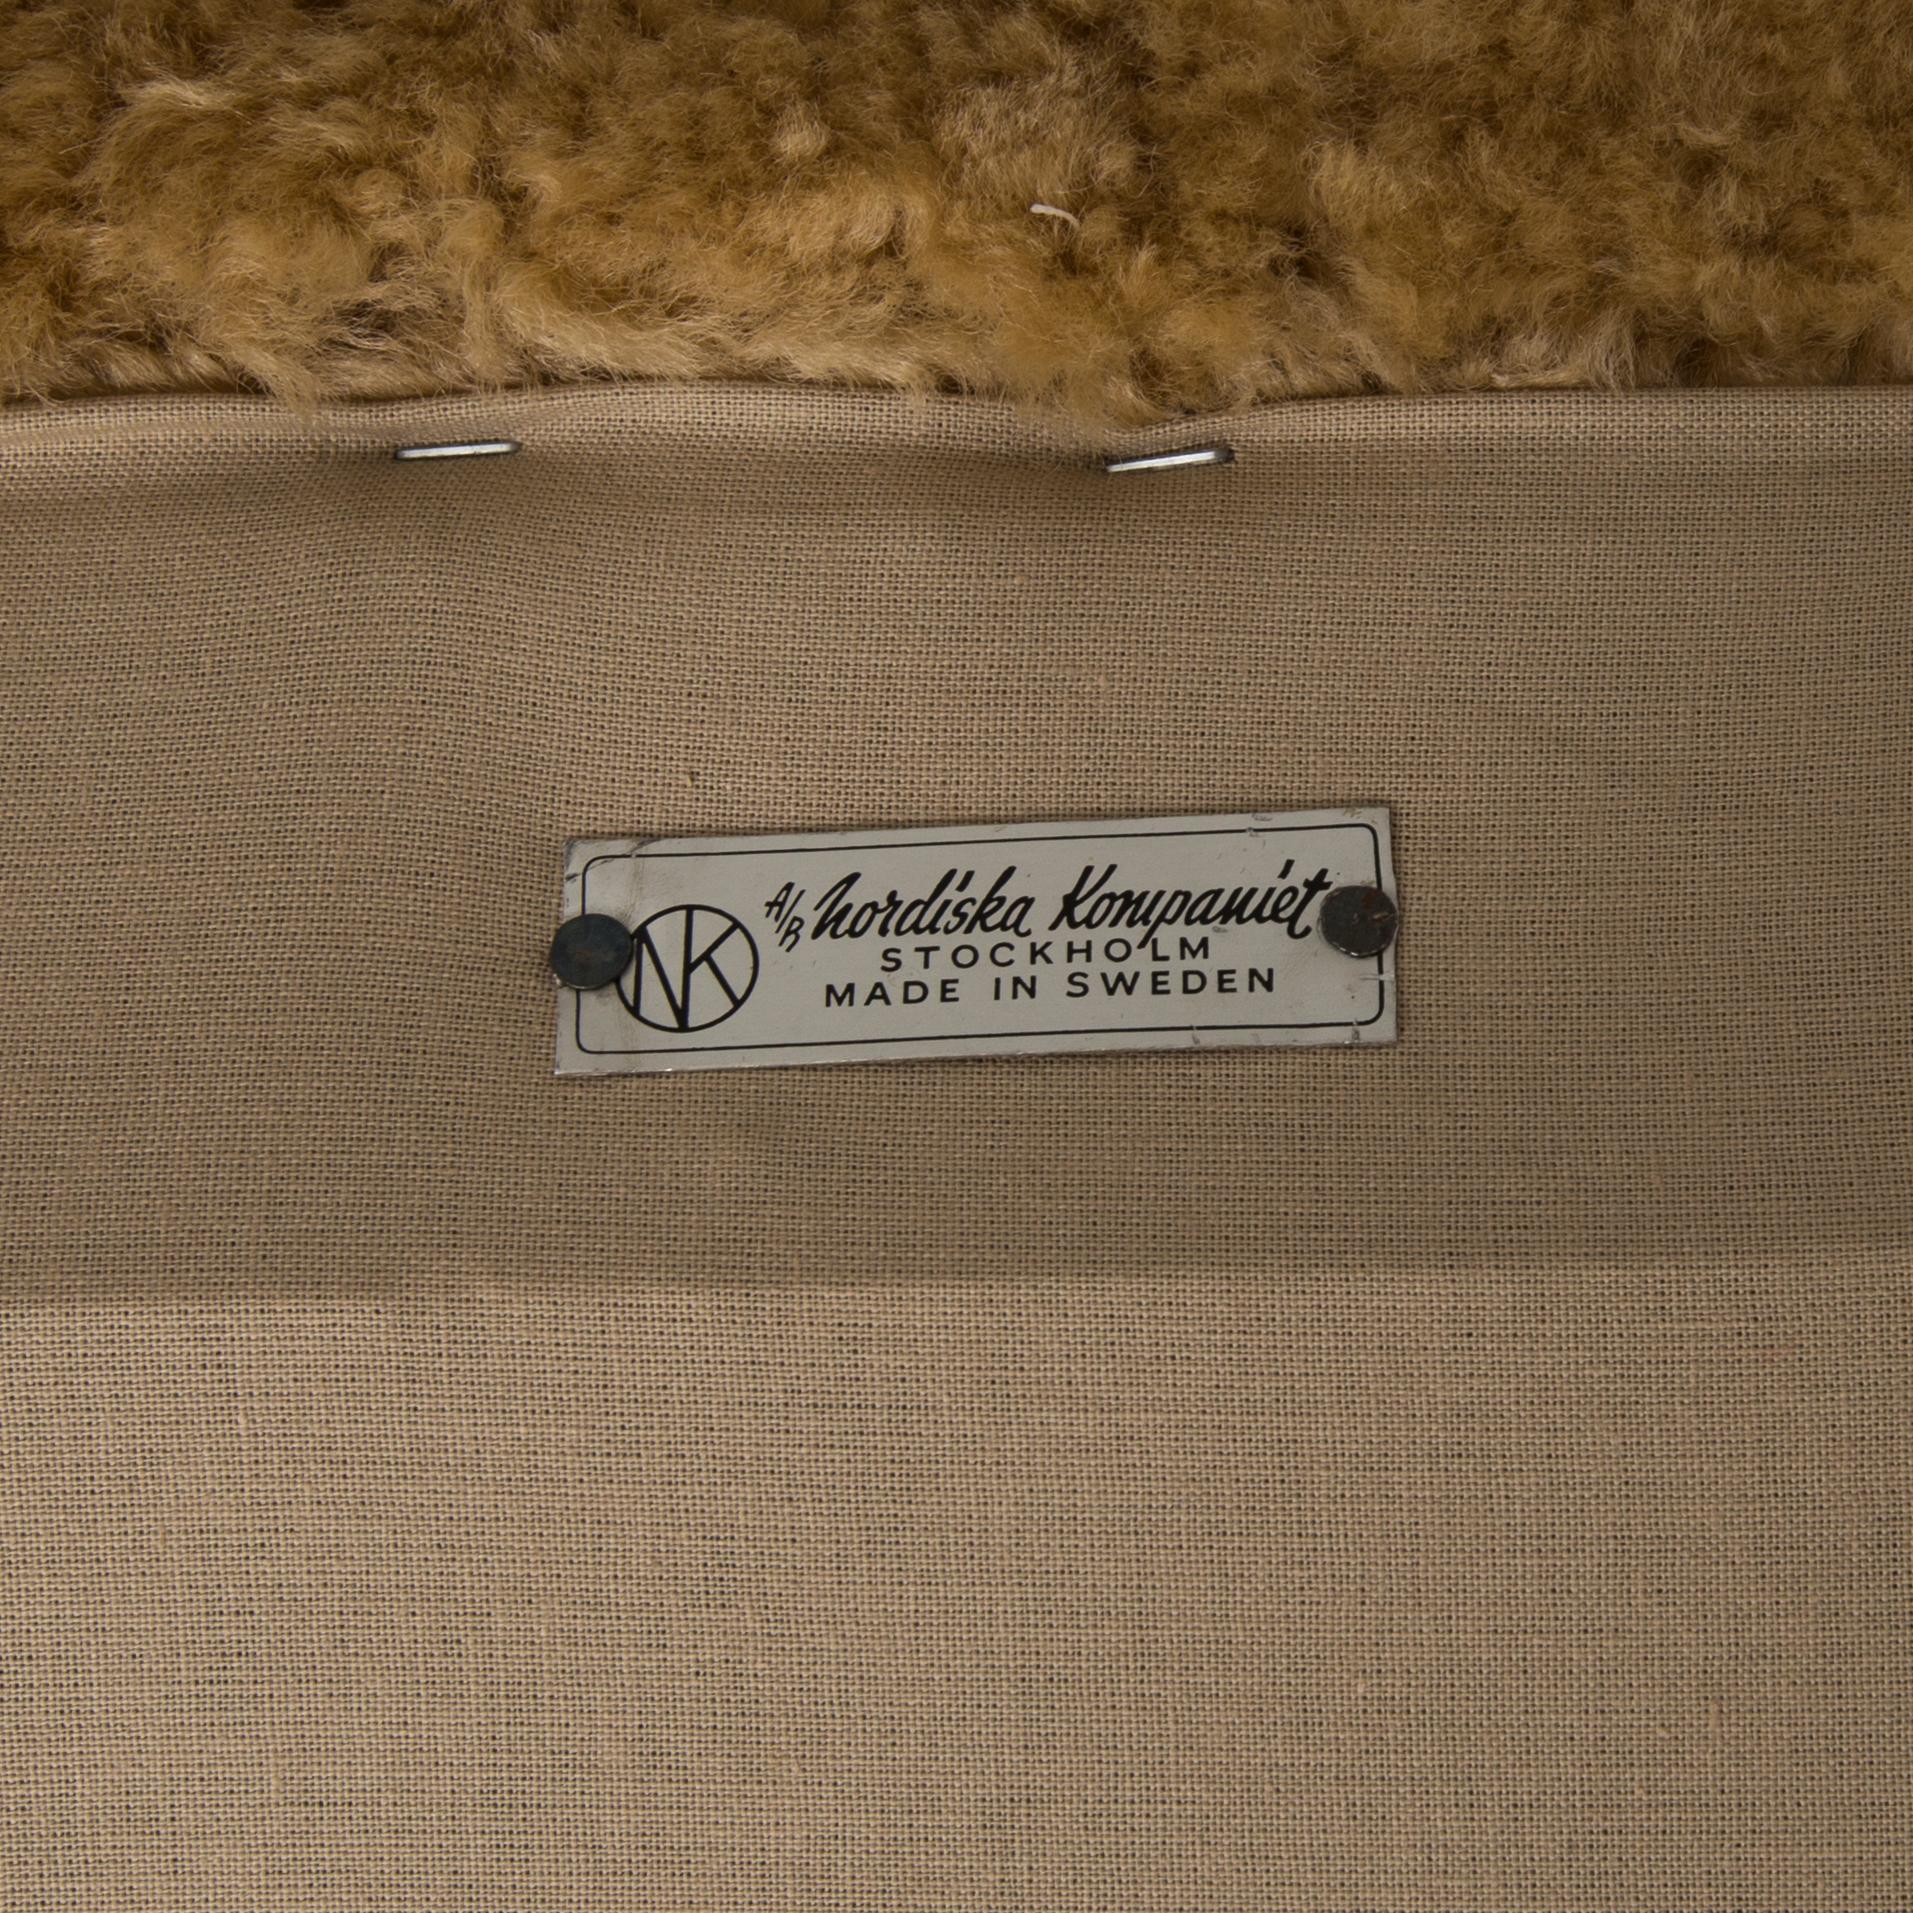 NK
A/B Nordiska Kompaniet
STOCKHOLM
MADE IN SWEDEN